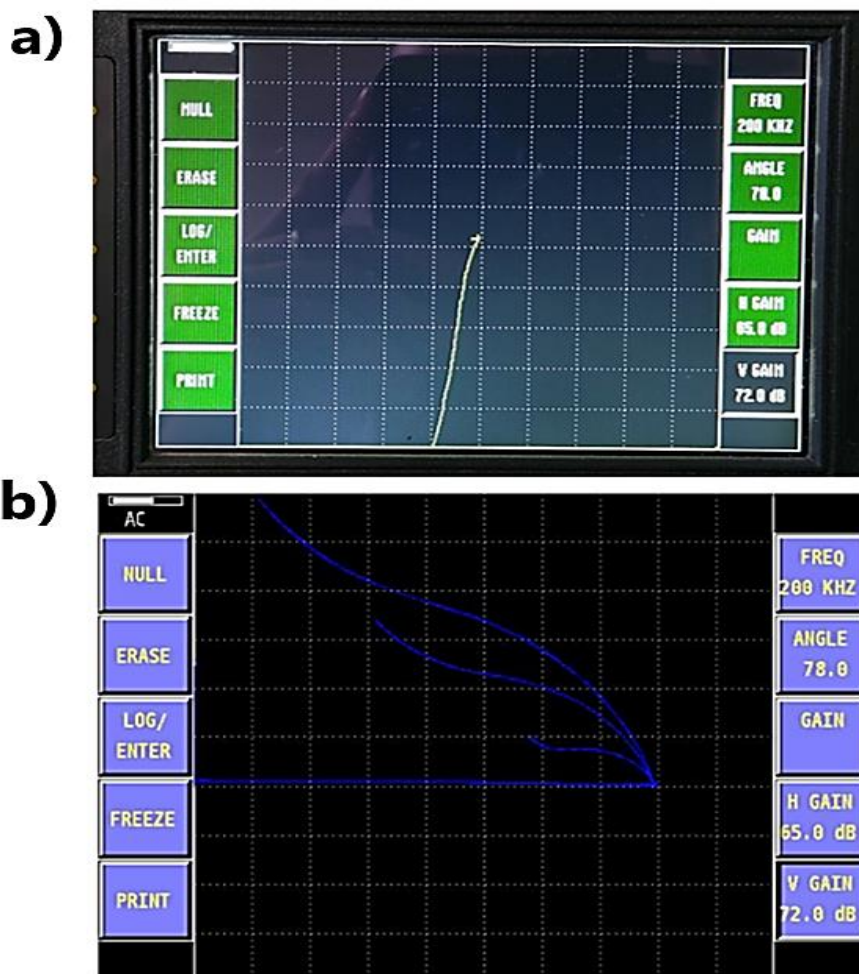 a)
NULL
ERASE
LOG/
ENTER
FREEZE
PRINT
FREQ
200 KHZ
ANGLE
78.0
GAIN
H GAIN
65.0 dB
V GAIN
72.0 dB
b)
AC
NULL
ERASE
LOG/
ENTER
FREEZE
PRINT
FREQ
200 KHZ
ANGLE
78.0
GAIN
H GAIN
65.0 dB
V GAIN
72.0 dB